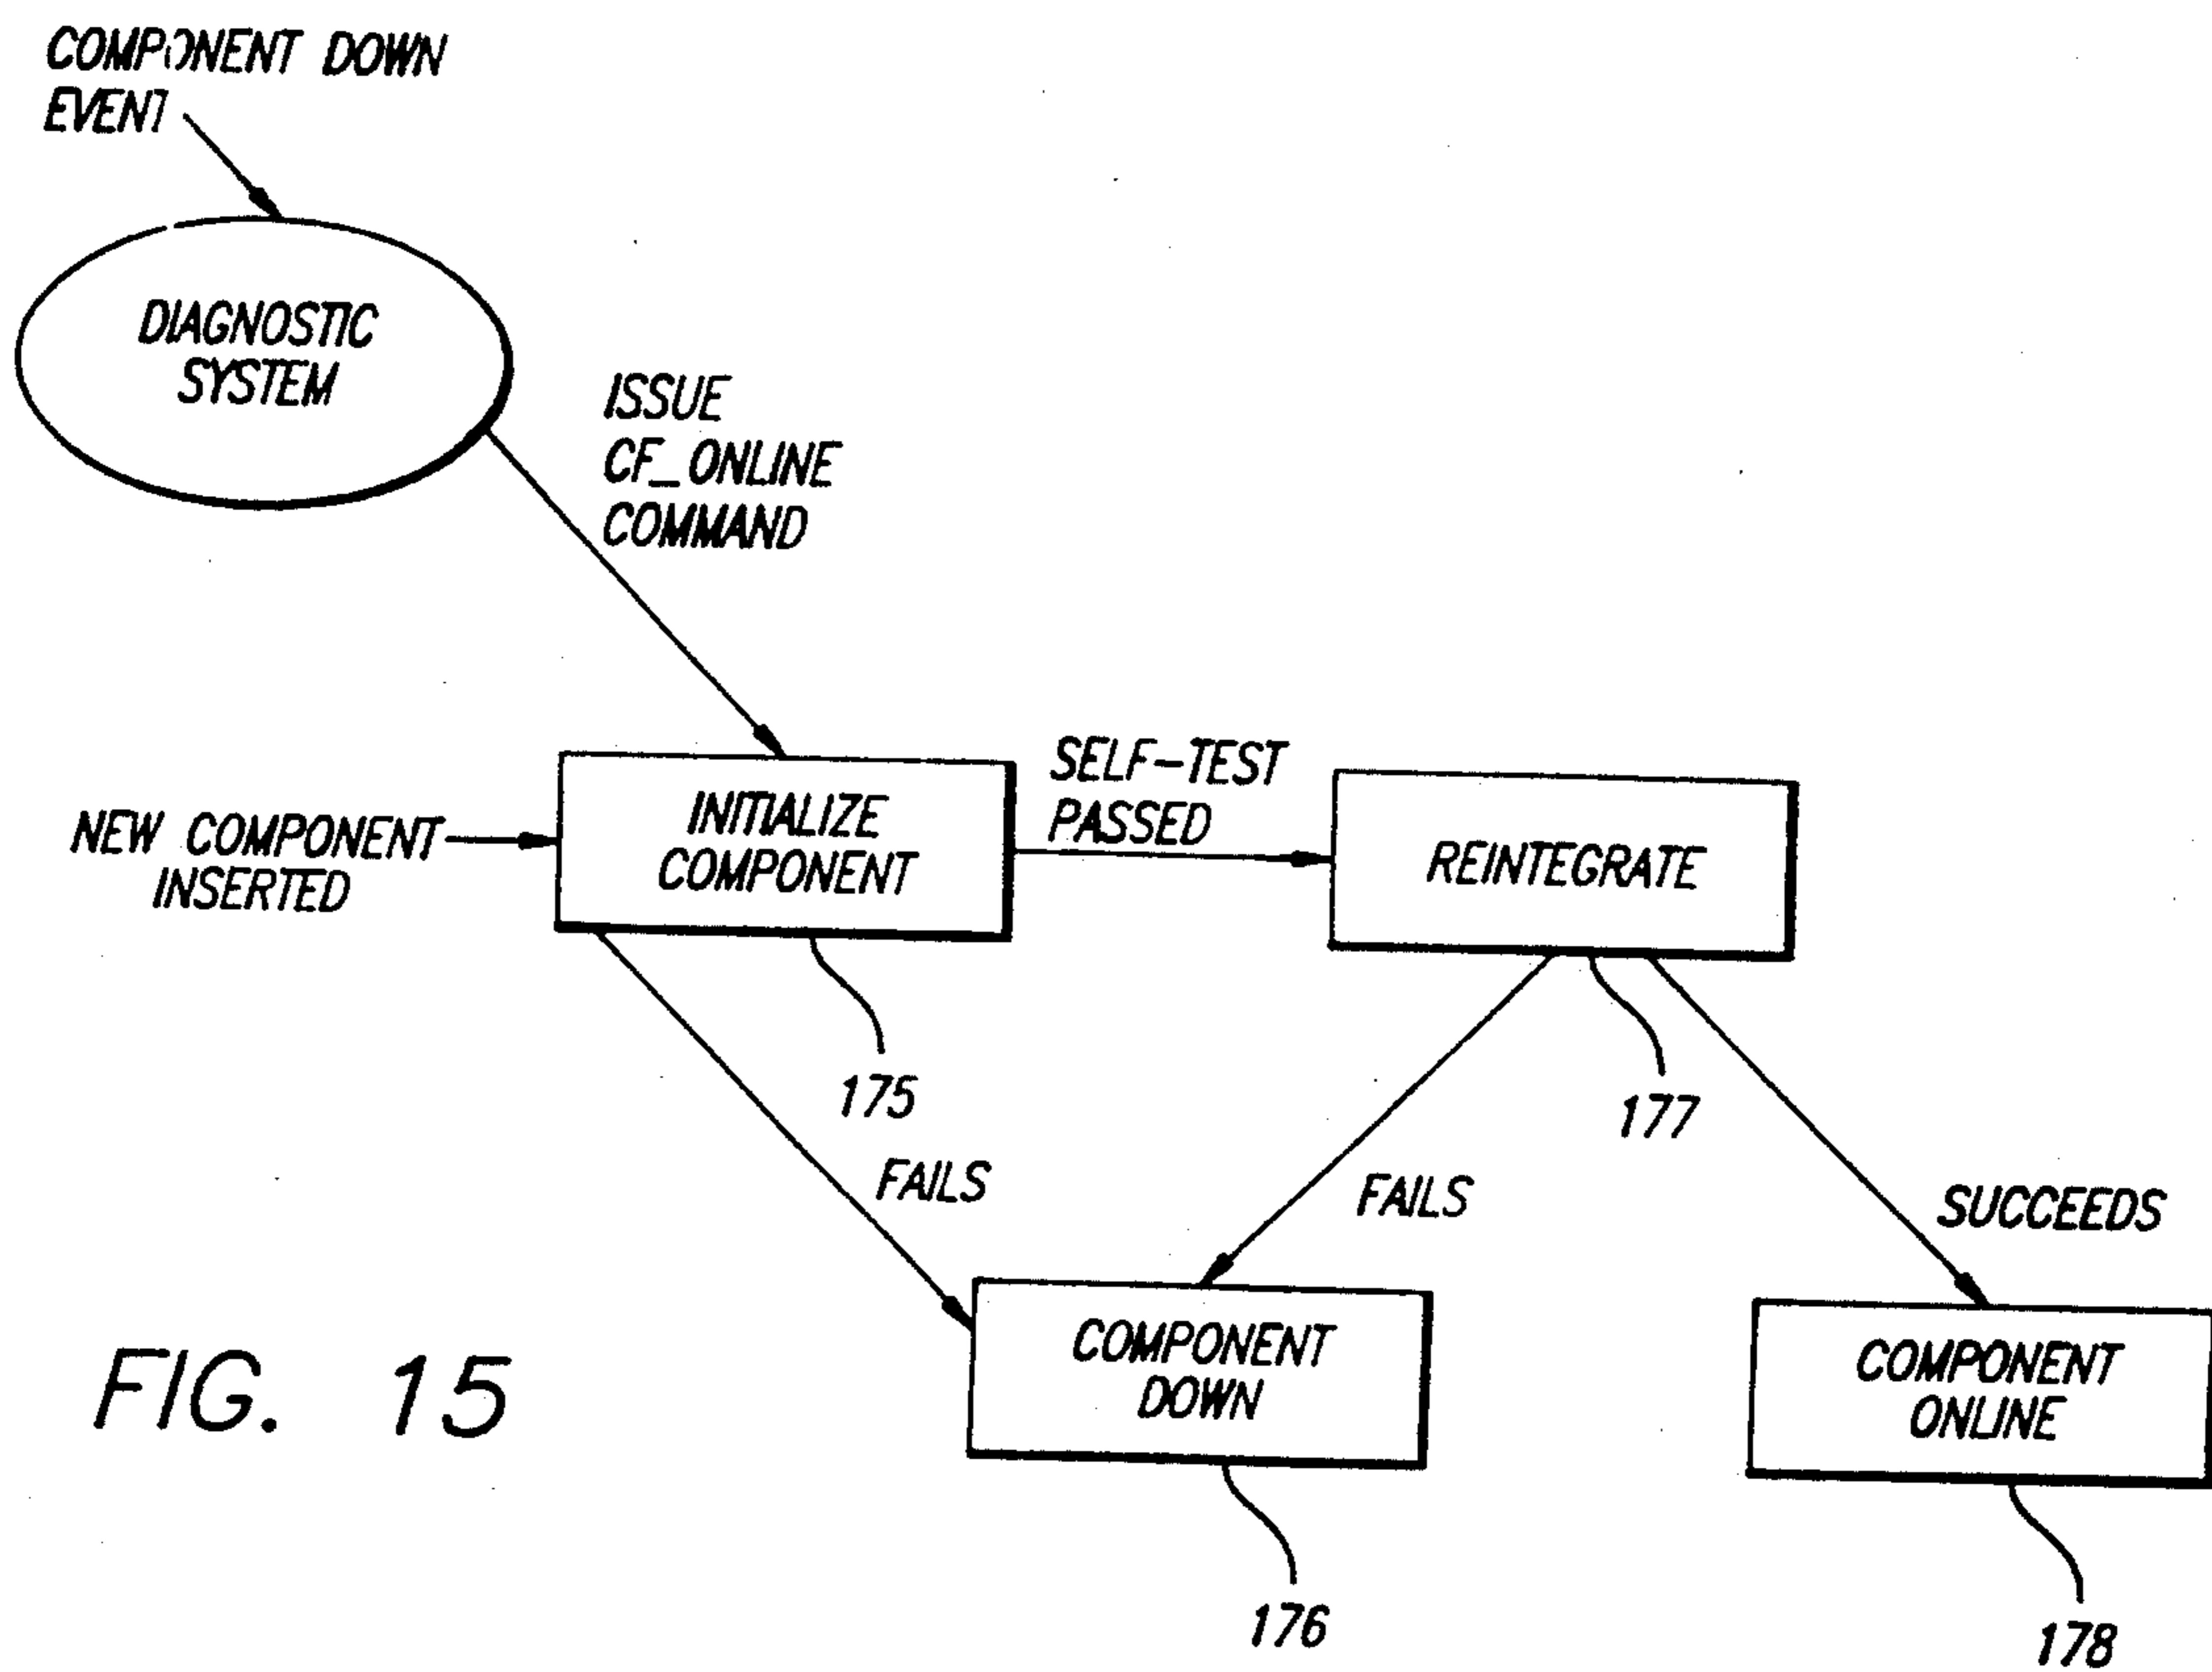 COMPONENT DOWN
EVENT
DIAGNOSTIC
SYSTEM
ISSUE
CF_ONLINE
COMMAND
NEW COMPONENT
INSERTED
INITIALIZE
COMPONENT
SELF-TEST
PASSED
REINTEGRATE
175
177
FAILS
FAILS
SUCCEEDS
COMPONENT
DOWN
COMPONENT
ONLINE
176
178
FIG. 15